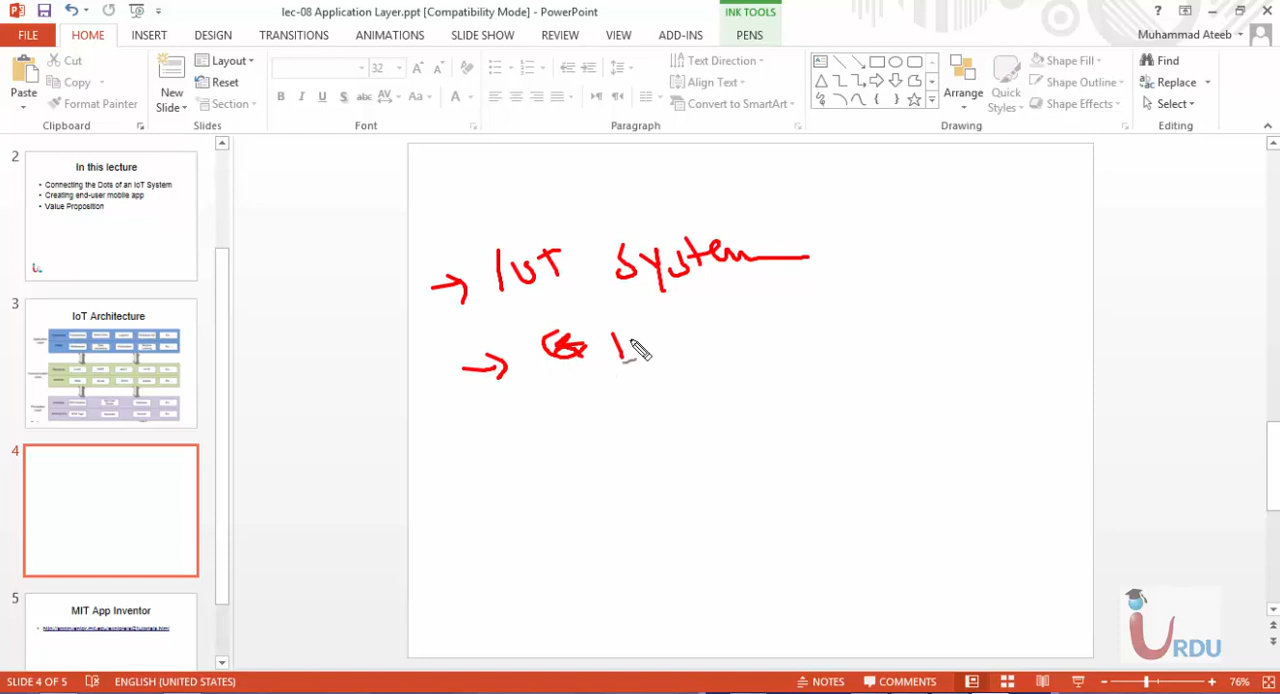 lec-08 Application Layer.ppt [Compatibility Mode] - PowerPoint
INK TOOLS
FILE HOME INSERT DESIGN TRANSITIONS ANIMATIONS SLIDE SHOW REVIEW VIEW ADD-INS PENS
Muhammad Ateeb
Paste
Cut
Copy
Format Painter
Clipboard
New Slide
Layout
Reset
Section
Slides
32
B I U S abc AV Aa A
Font
Text Direction
Align Text
Convert to SmartArt
Paragraph
Arrange
Quick Styles
Shape Fill
Shape Outline
Shape Effects
Drawing
Find
Replace
Select
Editing
2
In this lecture
• Connecting the Dots of an IoT System
• Creating end-user mobile app
• Value Proposition
3
IoT Architecture
4
5
MIT App Inventor
→ IoT System
URDU
SLIDE 4 OF 5
ENGLISH (UNITED STATES)
NOTES
COMMENTS
76%